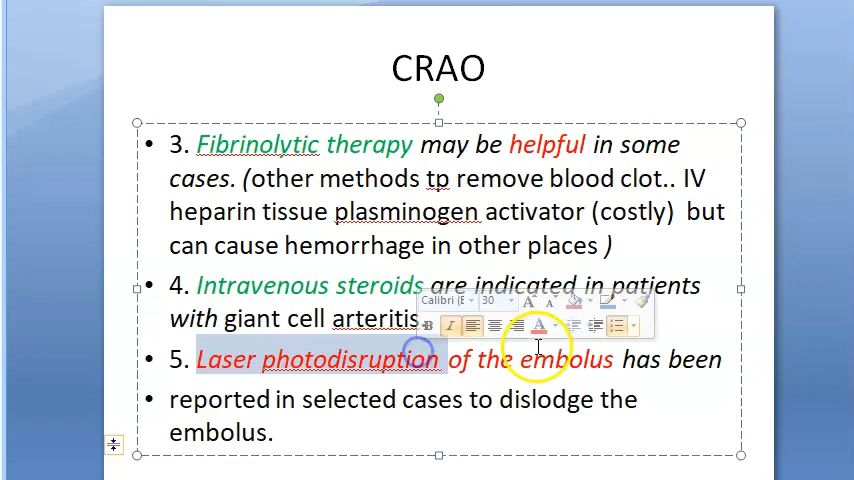 CRAO
• 3. Fibrinolytic therapy may be helpful in some
cases. (other methods tp remove blood clot.. IV
heparin tissue plasminogen activator (costly) but
can cause hemorrhage in other places )
• 4. Intravenous steroids are indicated in patients
with giant cell arteritis
Calibri (E 30 A A
B I A
• 5. Laser photodisruption of the embolus has been
• reported in selected cases to dislodge the
embolus.